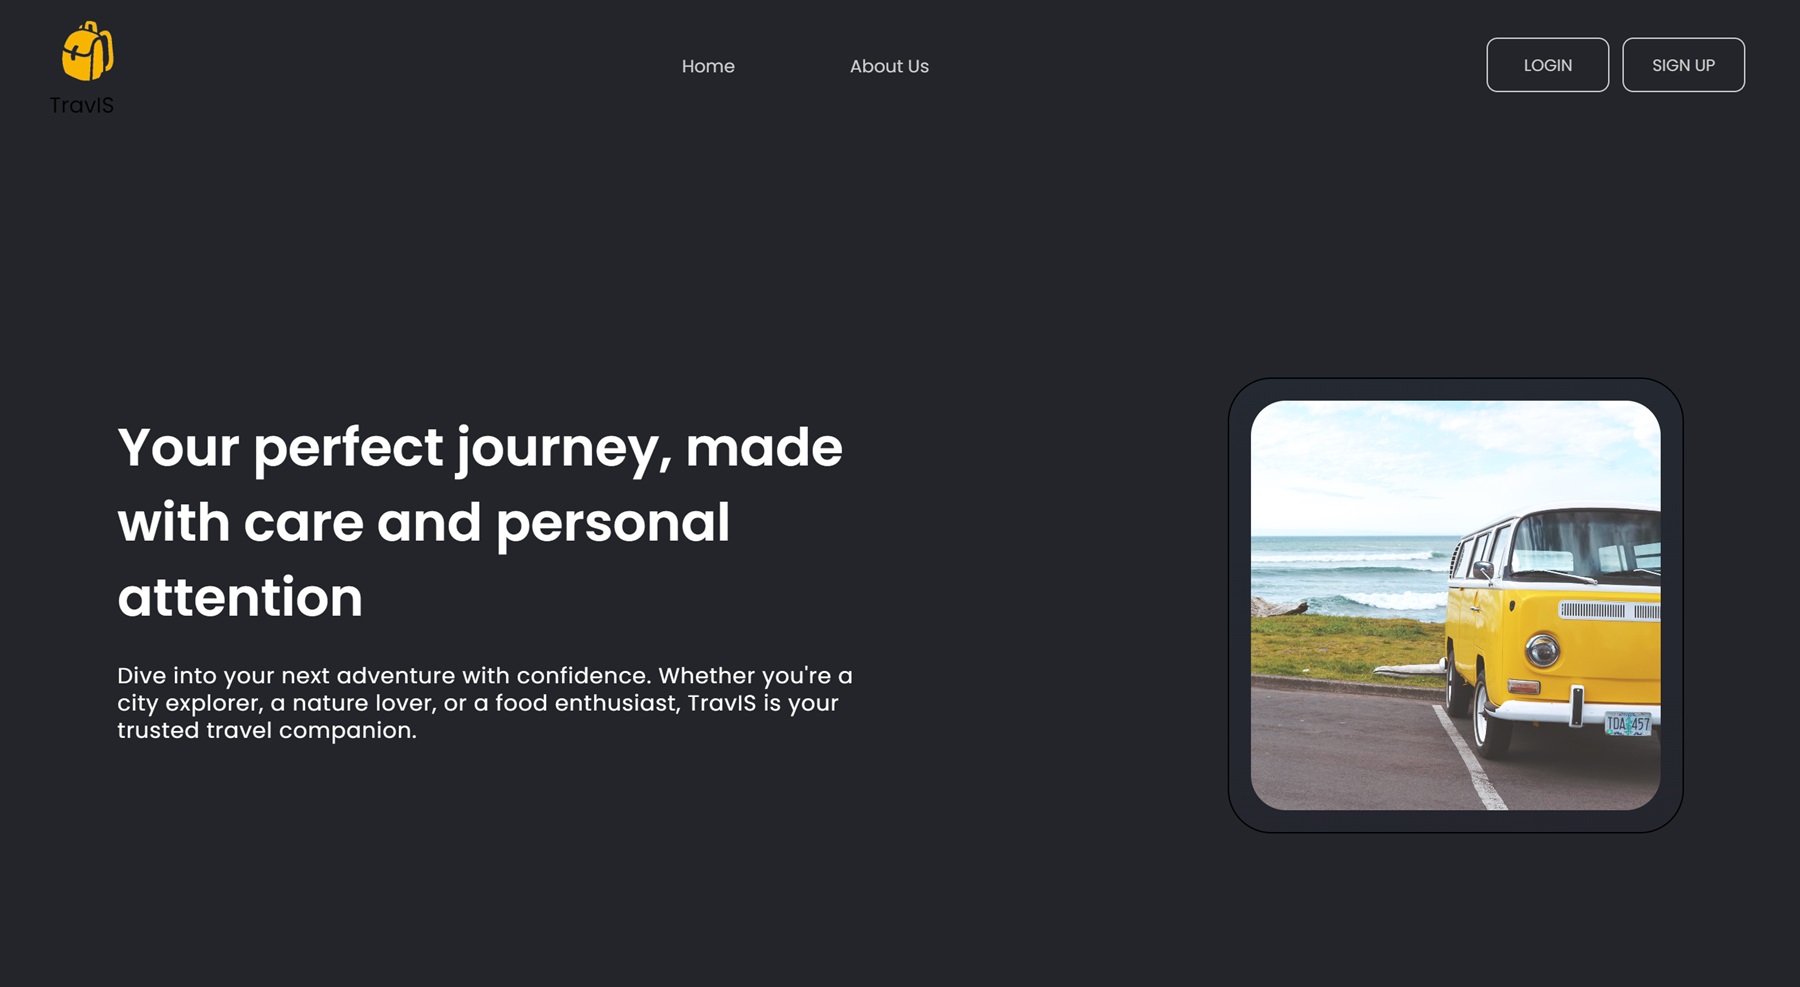 TravIS
Home
About Us
LOGIN
SIGN UP
Your perfect journey, made
with care and personal
attention
Dive into your next adventure with confidence. Whether you're a
city explorer, a nature lover, or a food enthusiast, TravIS is your
trusted travel companion.
TDA 457